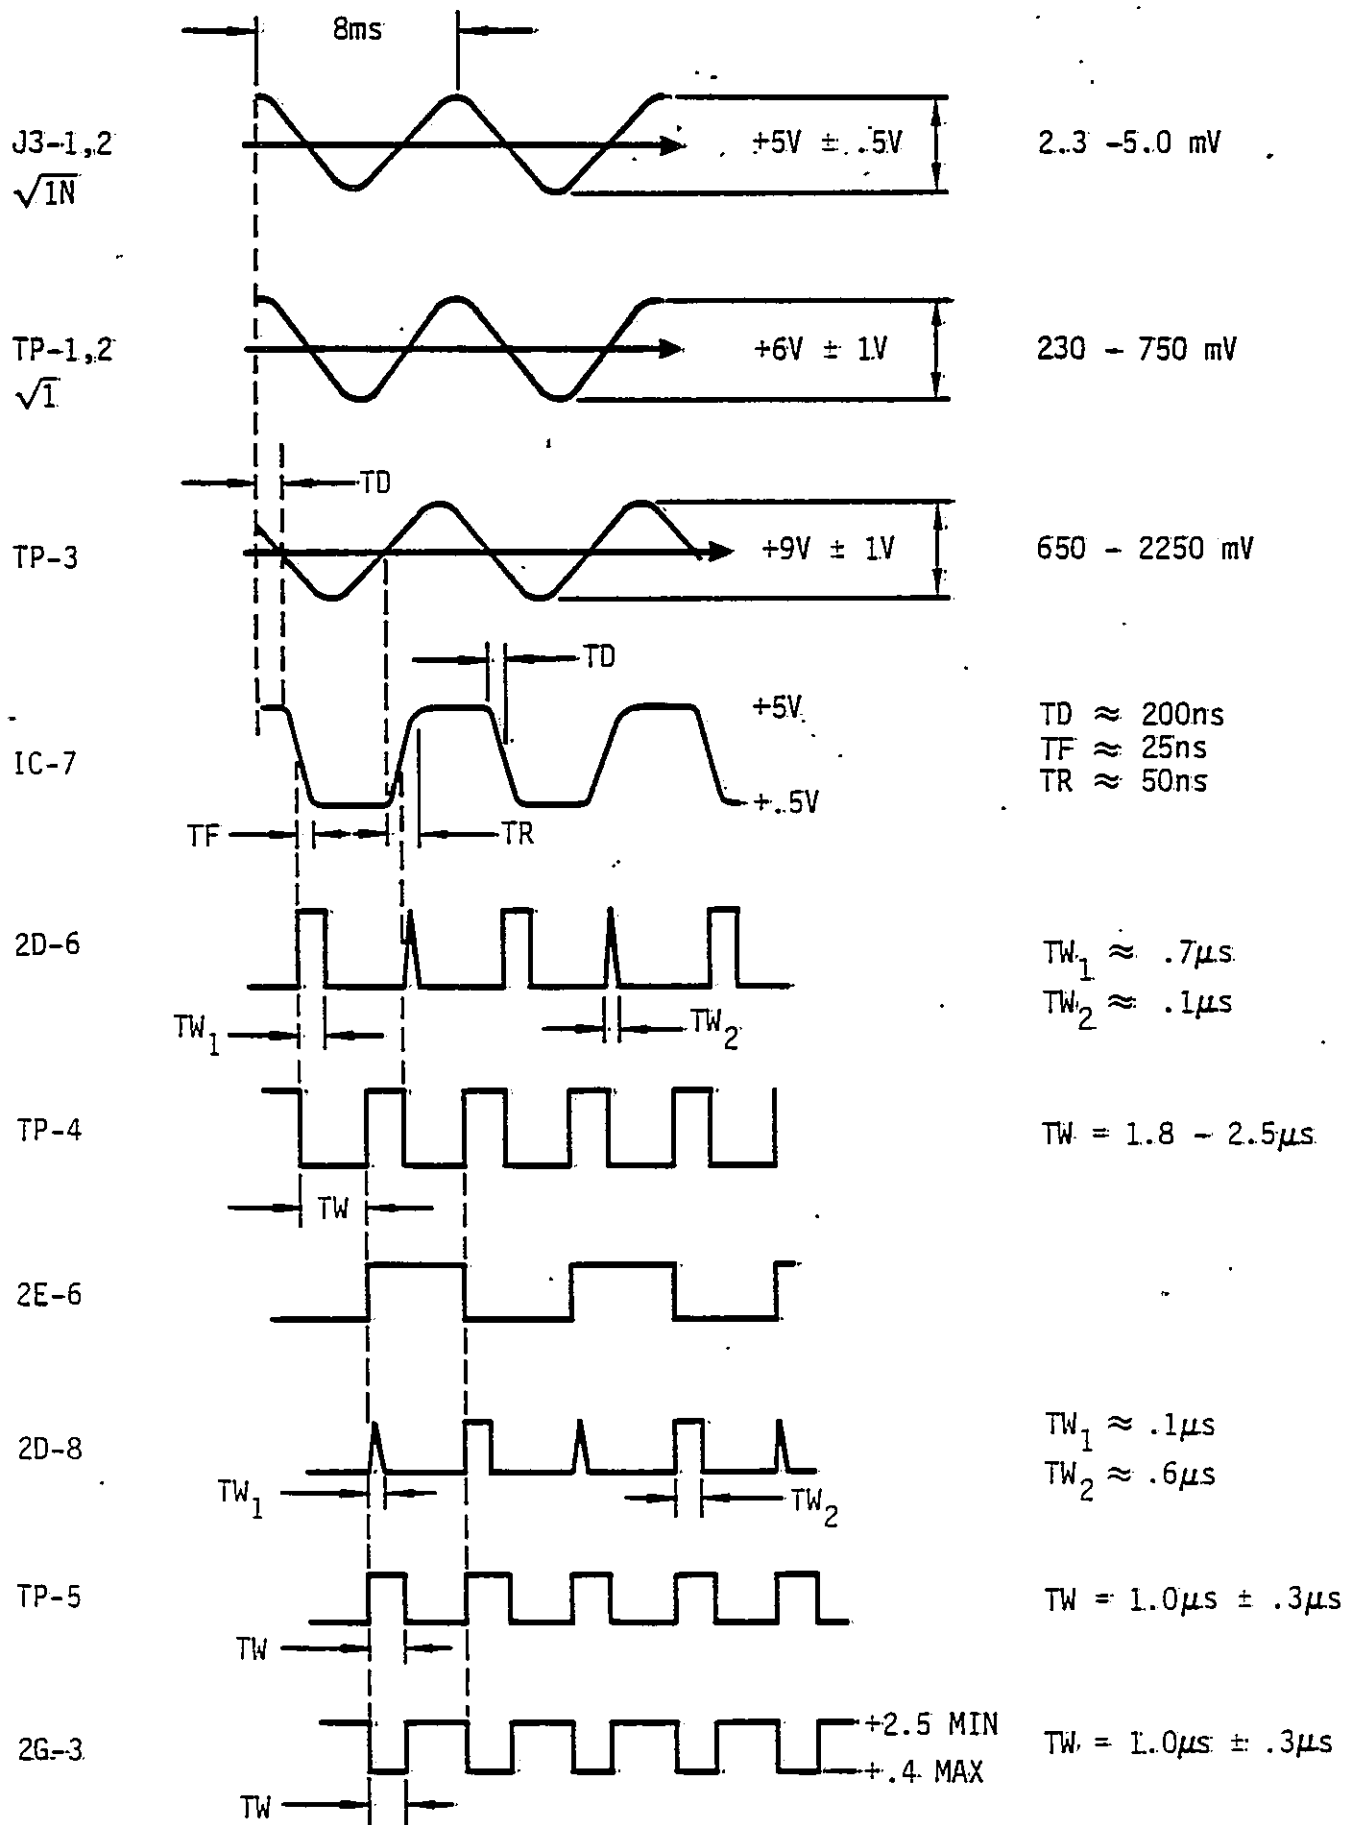 8ms
J3-1,2
√1N
+5V ± .5V
2.3 -5.0 mV
TP-1,2
√1
+6V ± 1V
230 - 750 mV
TD
TP-3
+9V ± 1V
650 - 2250 mV
TD
IC-7
+5V
+.5V
TD ≈ 200ns
TF ≈ 25ns
TR ≈ 50ns
TF
TR
2D-6
TW1 ≈ .7µs
TW2 ≈ .1µs
TW1
TW2
TP-4
TW = 1.8 - 2.5µs
TW
2E-6
2D-8
TW1 ≈ .1µs
TW2 ≈ .6µs
TW1
TW2
TP-5
TW = 1.0µs ± .3µs
TW
2G-3
+2.5 MIN
+.4 MAX
TW = 1.0µs ± .3µs
TW